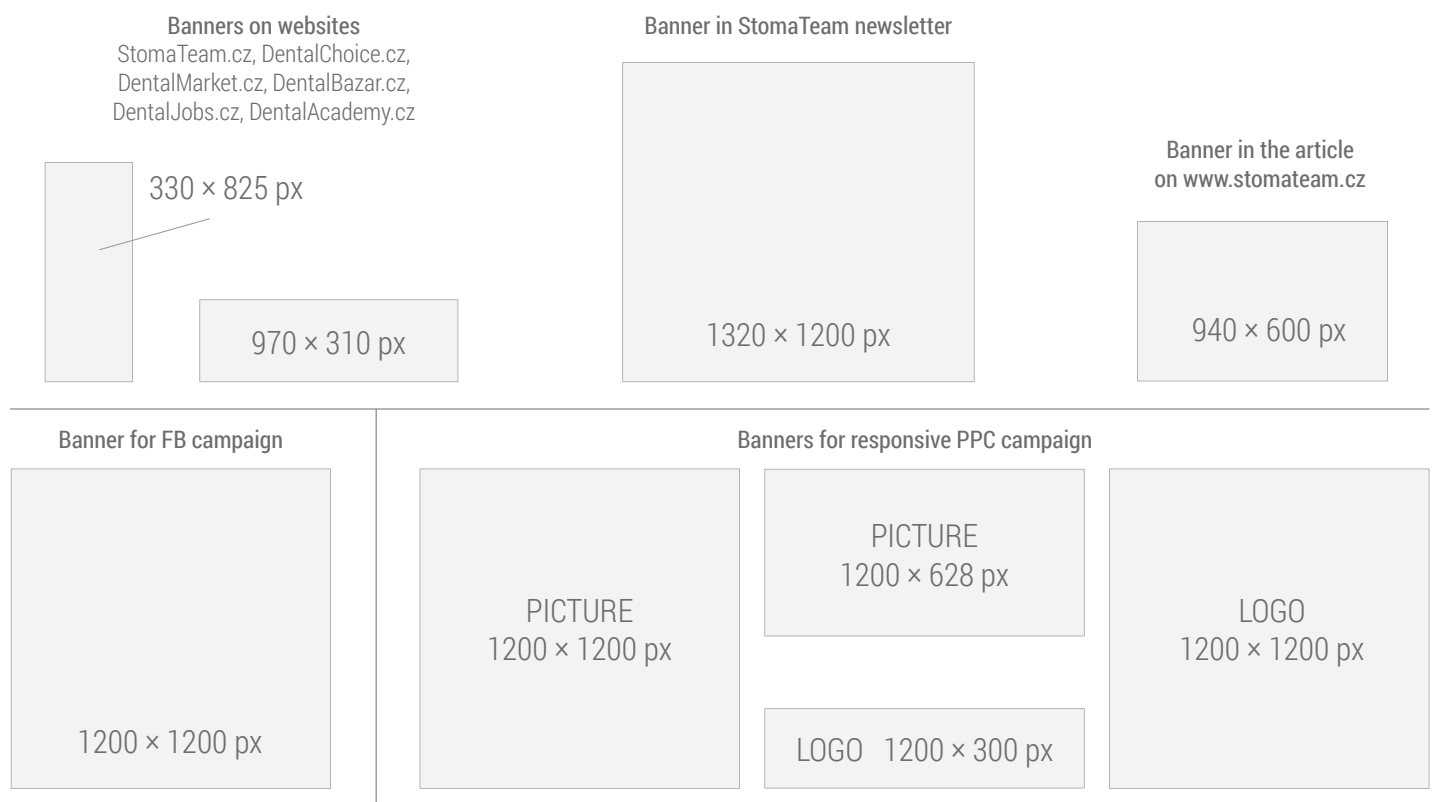 Banners on websites
StomaTeam.cz, DentalChoice.cz,
DentalMarket.cz, DentalBazar.cz,
DentalJobs.cz, DentalAcademy.cz
330 × 825 px
970 × 310 px
Banner in StomaTeam newsletter
1320 × 1200 px
Banner in the article
on www.stomateam.cz
940 × 600 px
Banner for FB campaign
1200 × 1200 px
Banners for responsive PPC campaign
PICTURE
1200 × 1200 px
PICTURE
1200 × 628 px
LOGO 1200 × 300 px
LOGO
1200 × 1200 px